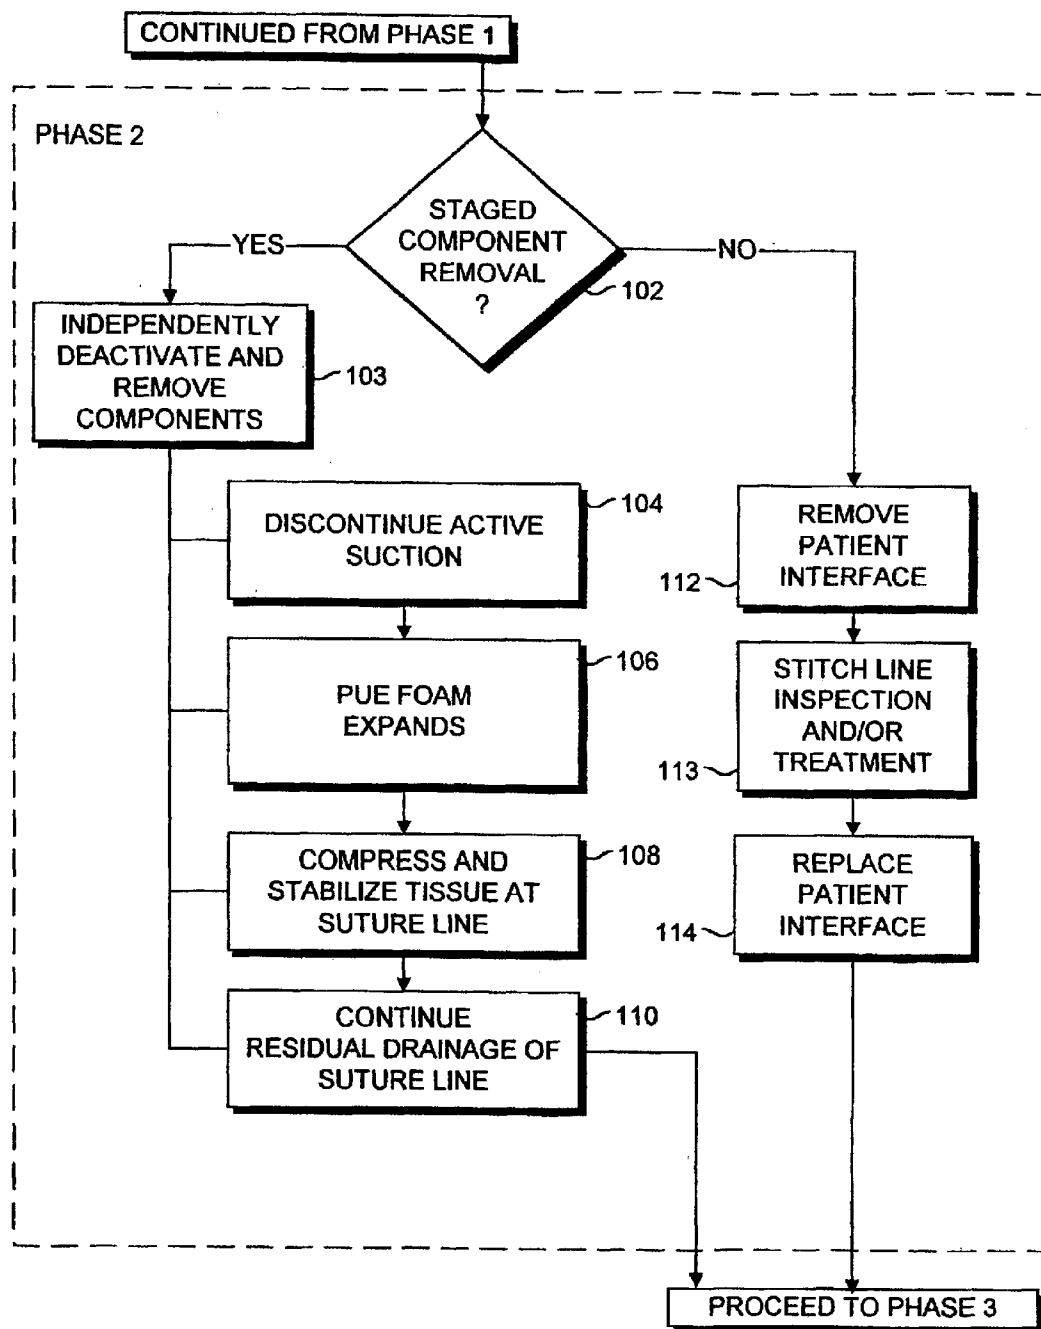 CONTINUED FROM PHASE 1
PHASE 2
STAGED
COMPONENT
REMOVAL
?
102
YES
NO
INDEPENDENTLY
DEACTIVATE AND
REMOVE
COMPONENTS
103
DISCONTINUE ACTIVE
SUCTION
104
PUE FOAM
EXPANDS
106
COMPRESS AND
STABILIZE TISSUE AT
SUTURE LINE
108
CONTINUE
RESIDUAL DRAINAGE OF
SUTURE LINE
110
REMOVE
PATIENT
INTERFACE
112
STITCH LINE
INSPECTION
AND/OR
TREATMENT
113
REPLACE
PATIENT
INTERFACE
114
PROCEED TO PHASE 3